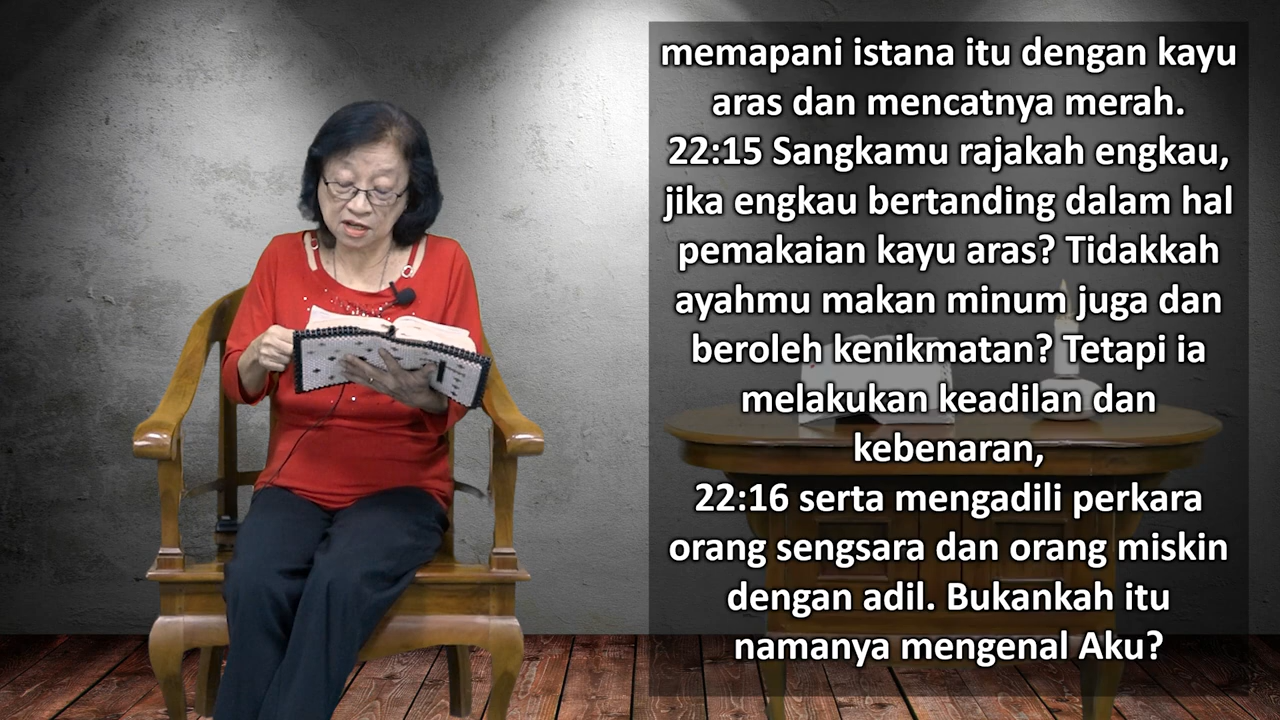 memapani istana itu dengan kayu
aras dan mencatnya merah.
22:15 Sangkamu rajakah engkau,
jika engkau bertanding dalam hal
pemakaian kayu aras? Tidakkah
ayahmu makan minum juga dan
beroleh kenikmatan? Tetapi ia
melakukan keadilan dan
kebenaran,
22:16 serta mengadili perkara
orang sengsara dan orang miskin
dengan adil. Bukankah itu
namanya mengenal Aku?